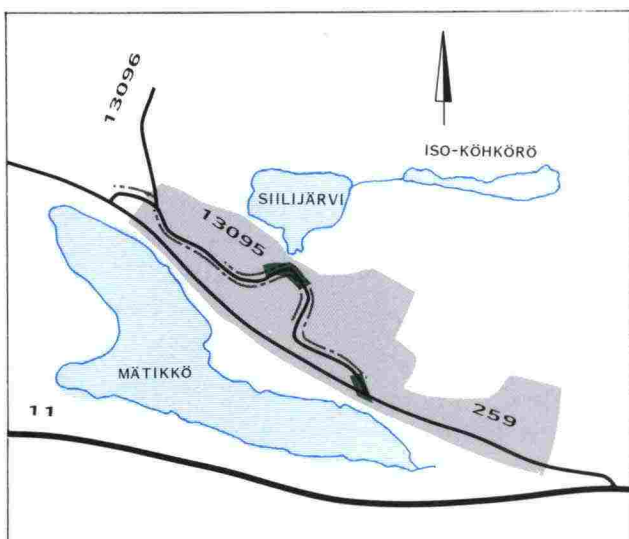 13096
ISO-KÖHKÖRÖ
SIILIJÄRVI
13095
MÄTIKKÖ
11
259